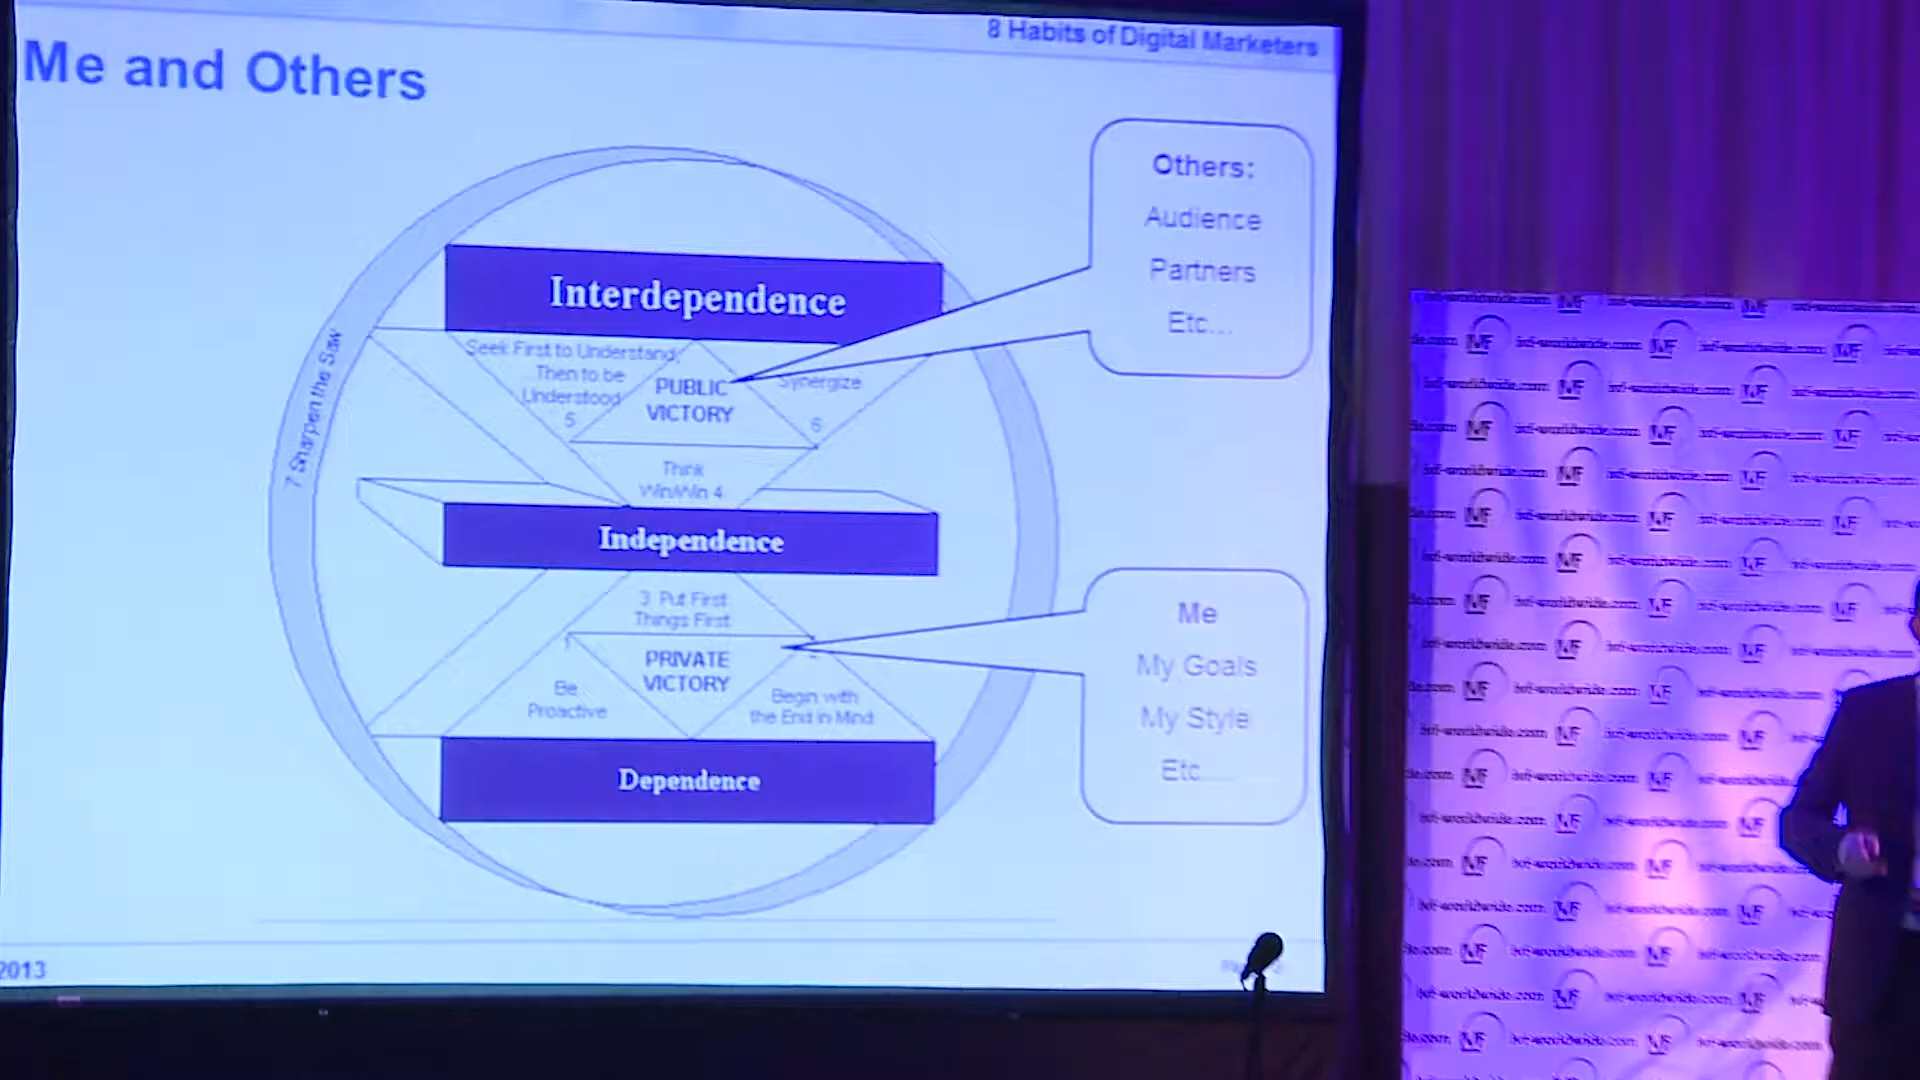 8 Habits of Digital Marketers
Me and Others
Others:
Audience
Partners
Etc...
Interdependence
Seek First to Understand,
Then to be
Understood
5
PUBLIC
VICTORY
Synergize
6
7 Sharpen the Saw
Think
Win/Win 4
Independence
3 Put First
Things First
1
2
PRIVATE
VICTORY
Be
Proactive
Begin with
the End in Mind
Me
My Goals
My Style
Etc....
Dependence
2013